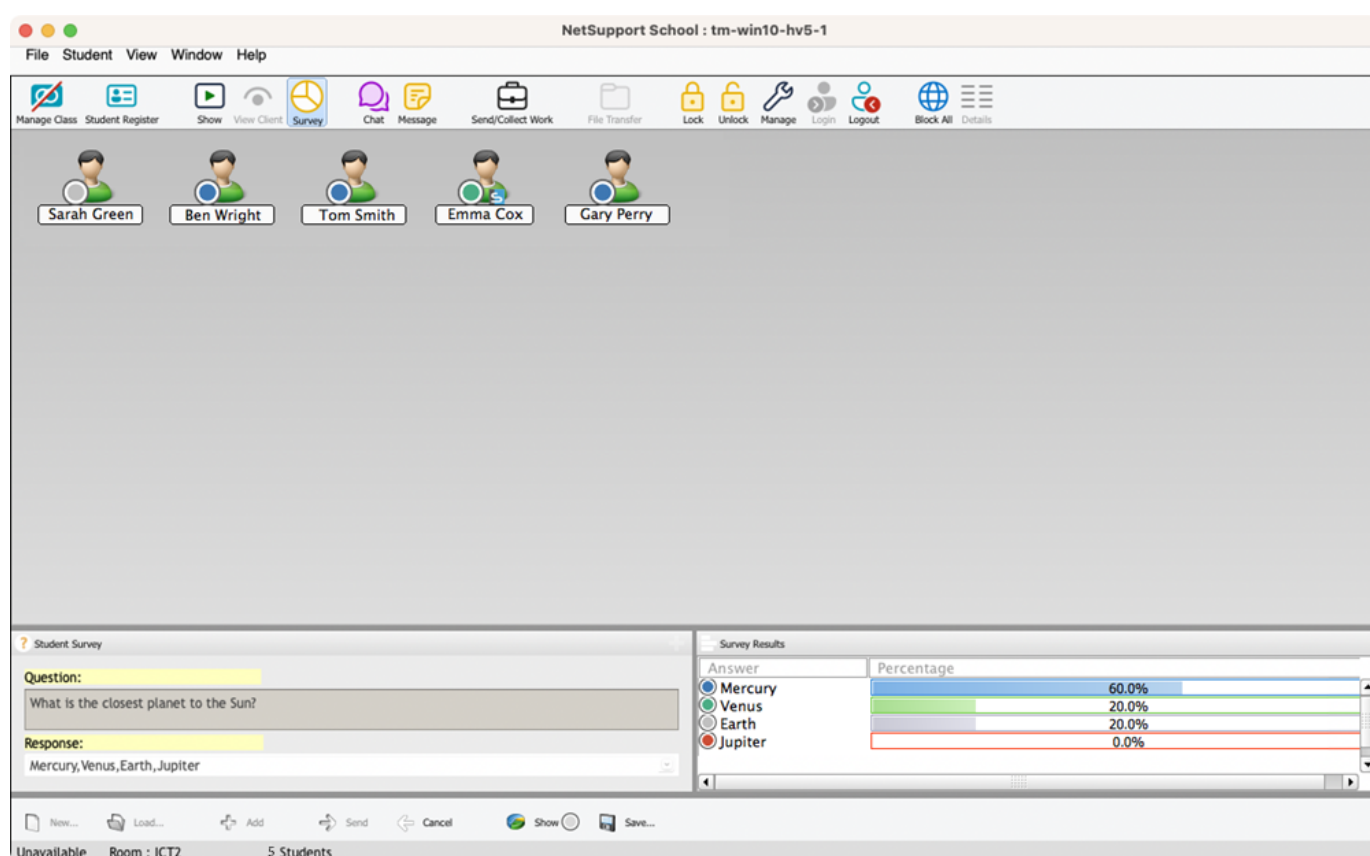 NetSupport School : tm-win10-hv5-1
File Student View Window Help
Manage Class Student Register Show View Client Survey Chat Message Send/Collect Work File Transfer Lock Unlock Manage Login Logout Block All Details
Sarah Green Ben Wright Tom Smith Emma Cox Gary Perry
Student Survey
Question:
What is the closest planet to the Sun?
Response:
Mercury,Venus,Earth,Jupiter
Survey Results
Answer Percentage
Mercury 60.0%
Venus 20.0%
Earth 20.0%
Jupiter 0.0%
New... Load... Add Send Cancel Show Save...
Unavailable Room : ICT2 5 Students